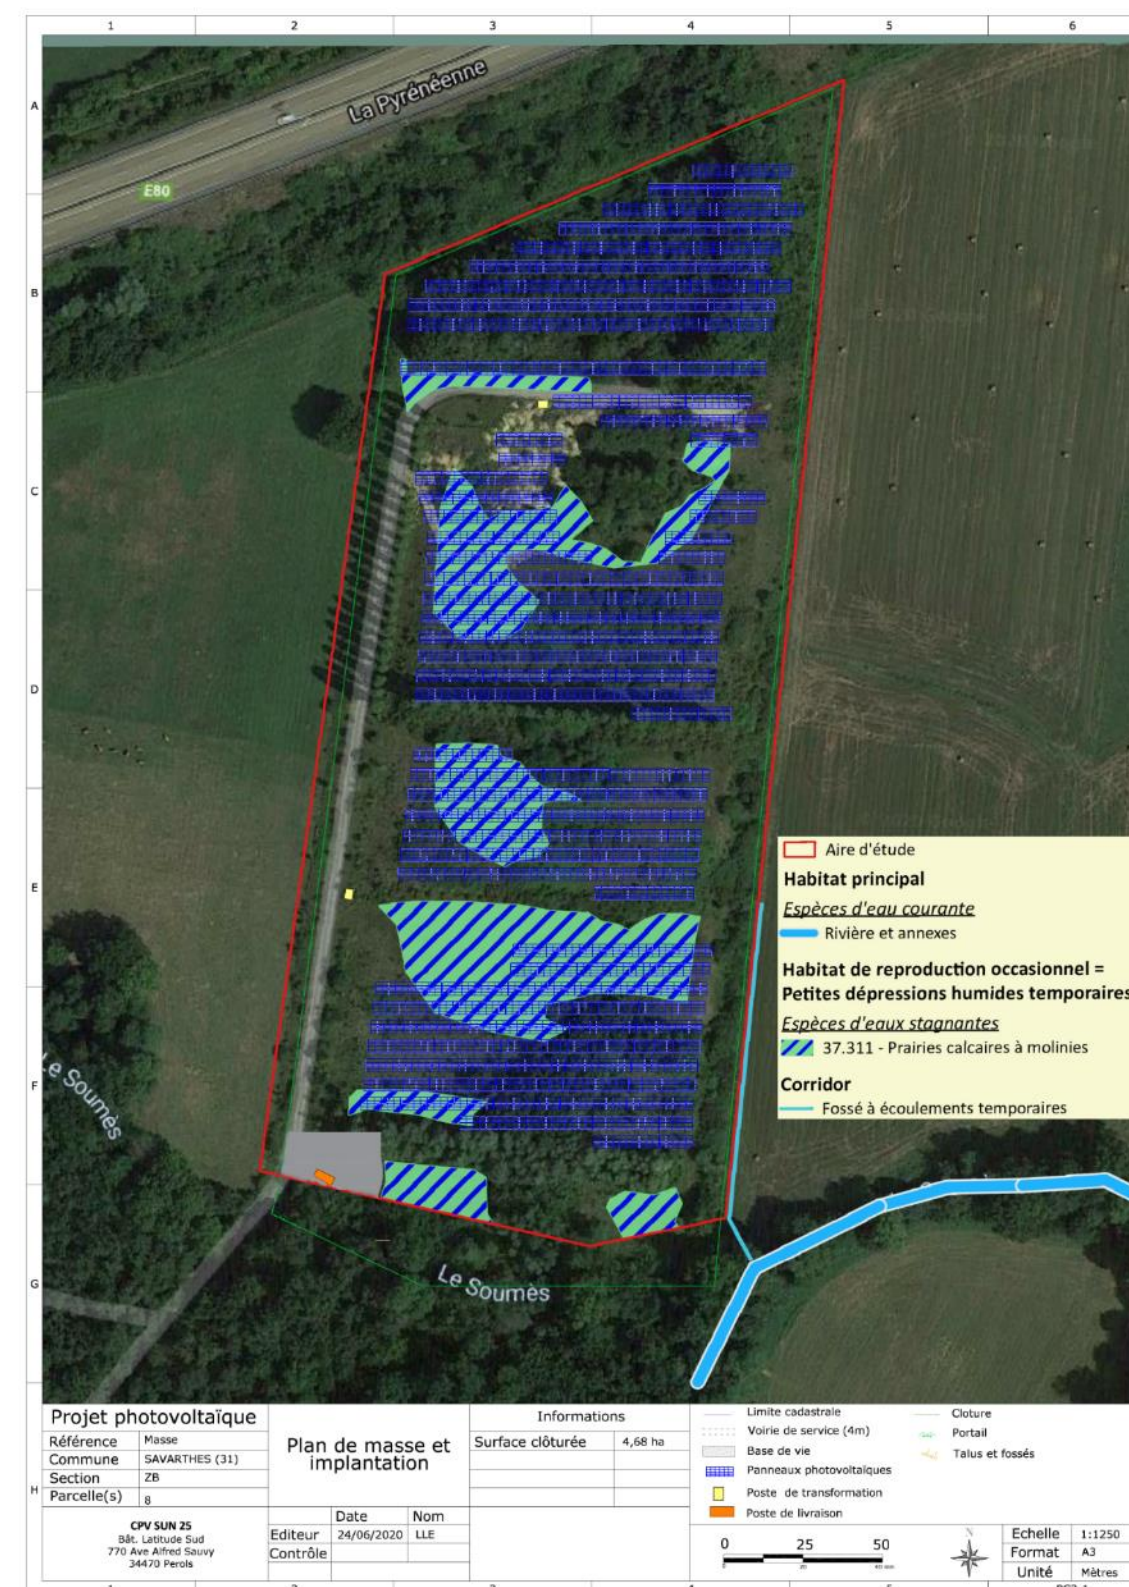 1 2 3 4 5 6
A
La Pyrénéenne
E80
B
C
D
E
Aire d'étude
Habitat principal
Espèces d'eau courante
Rivière et annexes
Habitat de reproduction occasionnel =
Petites dépressions humides temporaires
Espèces d'eaux stagnantes
37.311 - Prairies calcaires à molinies
Corridor
Fossé à écoulements temporaires
F
Le Soumès
G
Le Soumès
H
Projet photovoltaïque
Référence Masse
Commune SAVARTHES (31)
Section ZB
Parcelle(s) 8
CPV SUN 25
Bât. Latitude Sud
770 Ave Alfred Sauvy
34470 Perols
Plan de masse et
implantation
Date Nom
Editeur 24/06/2020 LLE
Contrôle
Informations
Surface clôturée 4,68 ha
Limite cadastrale
Voirie de service (4m)
Base de vie
Panneaux photovoltaïques
Poste de transformation
Poste de livraison
Cloture
Portail
Talus et fossés
0 25 50
N
Echelle 1:1250
Format A3
Unité Mètres